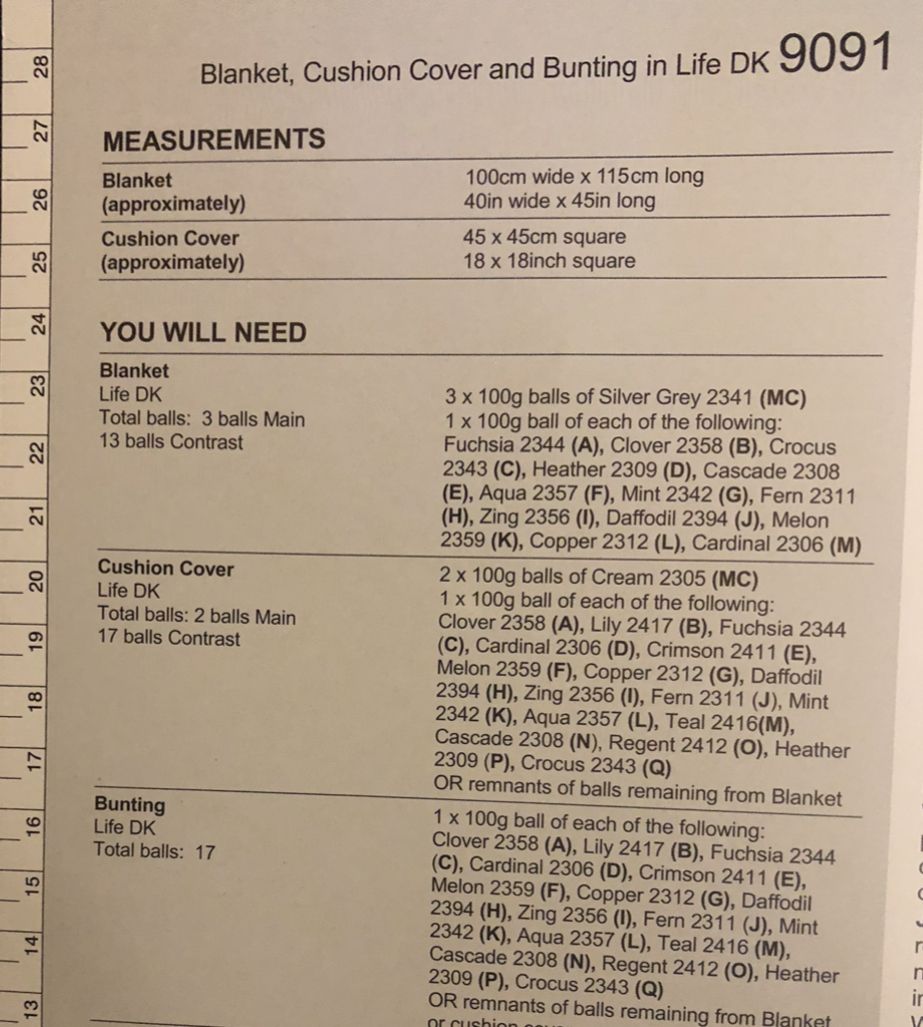 Blanket, Cushion Cover and Bunting in Life DK 9091
MEASUREMENTS
Blanket 100cm wide x 115cm long
(approximately) 40in wide x 45in long
Cushion Cover 45 x 45cm square
(approximately) 18 x 18inch square
YOU WILL NEED
Blanket
Life DK 3 x 100g balls of Silver Grey 2341 (MC)
Total balls: 3 balls Main 1 x 100g ball of each of the following:
13 balls Contrast Fuchsia 2344 (A), Clover 2358 (B), Crocus
2343 (C), Heather 2309 (D), Cascade 2308
(E), Aqua 2357 (F), Mint 2342 (G), Fern 2311
(H), Zing 2356 (I), Daffodil 2394 (J), Melon
2359 (K), Copper 2312 (L), Cardinal 2306 (M)
Cushion Cover 2 x 100g balls of Cream 2305 (MC)
Life DK 1 x 100g ball of each of the following:
Total balls: 2 balls Main Clover 2358 (A), Lily 2417 (B), Fuchsia 2344
17 balls Contrast (C), Cardinal 2306 (D), Crimson 2411 (E),
Melon 2359 (F), Copper 2312 (G), Daffodil
2394 (H), Zing 2356 (I), Fern 2311 (J), Mint
2342 (K), Aqua 2357 (L), Teal 2416(M),
Cascade 2308 (N), Regent 2412 (O), Heather
2309 (P), Crocus 2343 (Q)
OR remnants of balls remaining from Blanket
Bunting 1 x 100g ball of each of the following:
Life DK Clover 2358 (A), Lily 2417 (B), Fuchsia 2344
Total balls: 17 (C), Cardinal 2306 (D), Crimson 2411 (E),
Melon 2359 (F), Copper 2312 (G), Daffodil
2394 (H), Zing 2356 (I), Fern 2311 (J), Mint
2342 (K), Aqua 2357 (L), Teal 2416 (M),
Cascade 2308 (N), Regent 2412 (O), Heather
2309 (P), Crocus 2343 (Q)
OR remnants of balls remaining from Blanket
or cushion
28
27
26
25
24
23
22
21
20
19
18
17
16
15
14
13